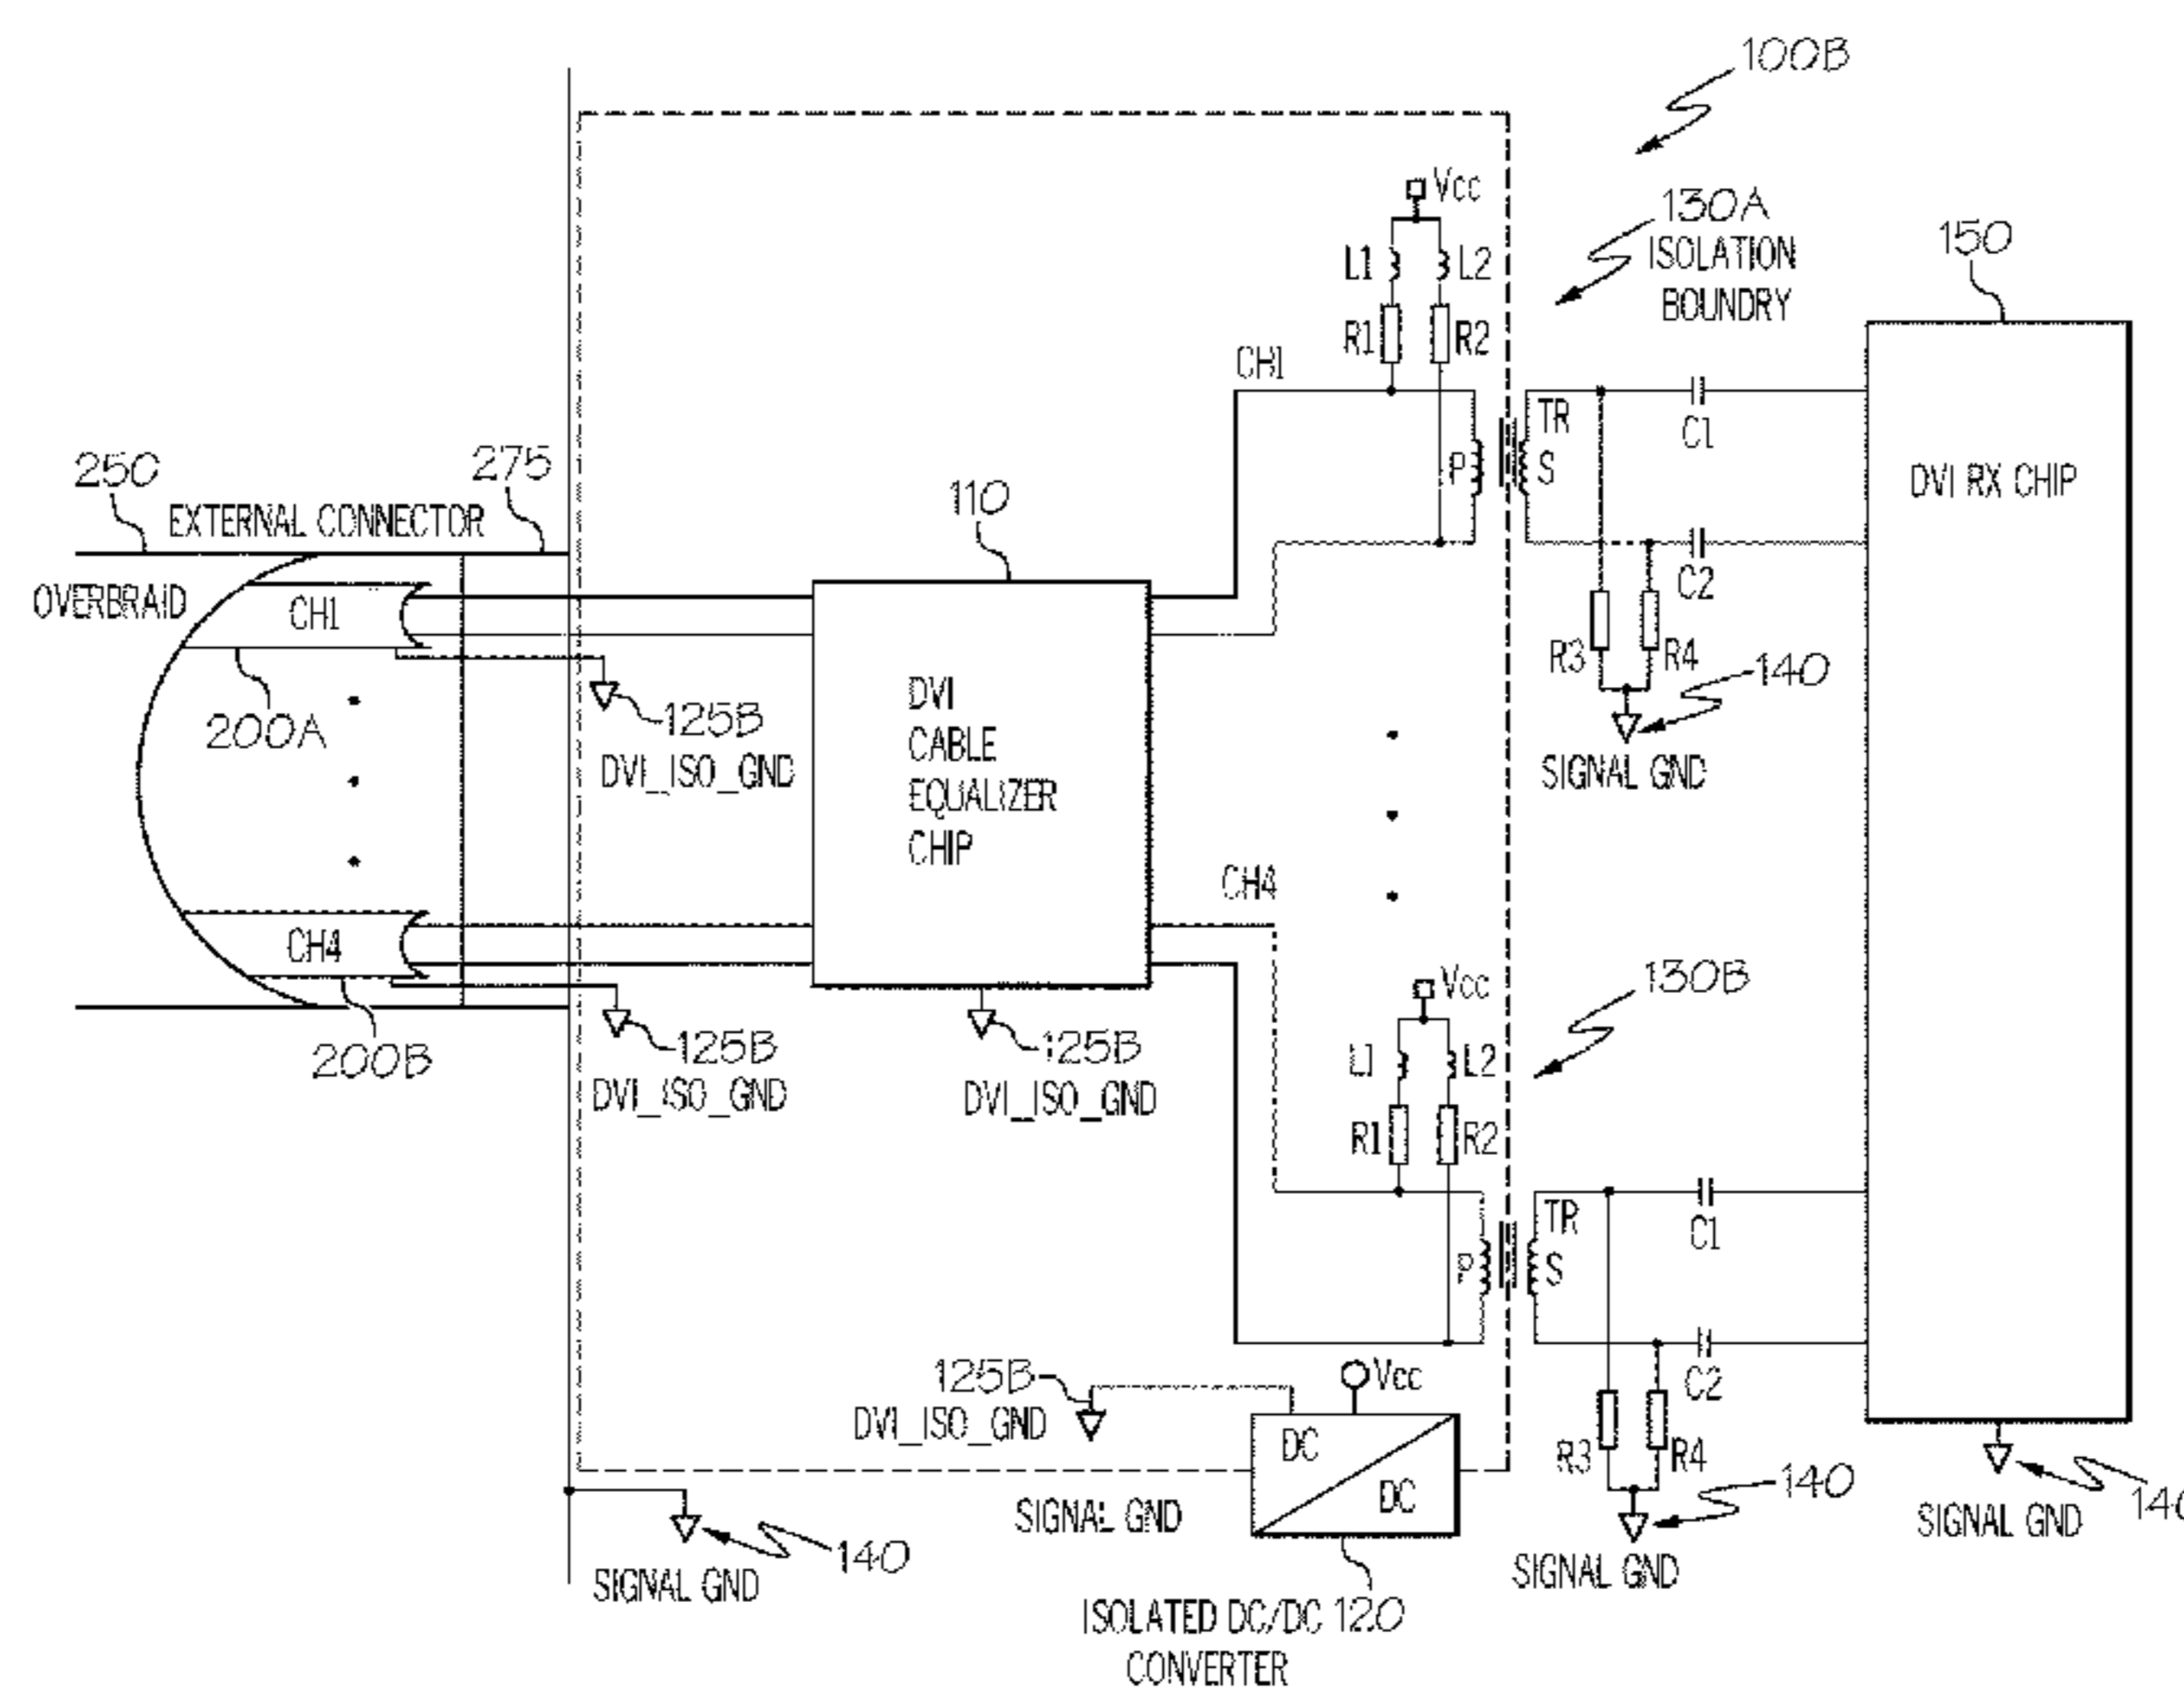 100B
Vcc
130A
ISOLATION
BOUNDRY
L1
L2
R1
R2
150
CH1
TR
P
S
C1
C2
DVI RX CHIP
250
275
EXTERNAL CONNECTOR
110
OVERBRAID
CH1
200A
125B
DVI_ISO_GND
DVI
CABLE
EQUALIZER
CHIP
R3
R4
140
SIGNAL GND
CH4
CH4
200B
125B
DVI_ISO_GND
125B
DVI_ISO_GND
Vcc
130B
L1
L2
R1
R2
TR
P
S
C1
C2
125B
DVI_ISO_GND
Vcc
DC
DC
R3
R4
140
SIGNAL GND
SIGNAL GND
140
SIGNAL GND
140
SIGNAL GND
ISOLATED DC/DC 120
CONVERTER